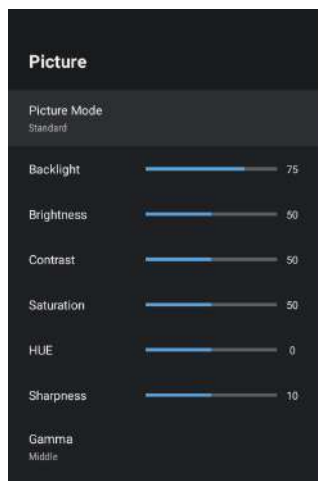 Picture
Picture Mode
Standard
Backlight 75
Brightness 50
Contrast 50
Saturation 50
HUE 0
Sharpness 10
Gamma
Middle